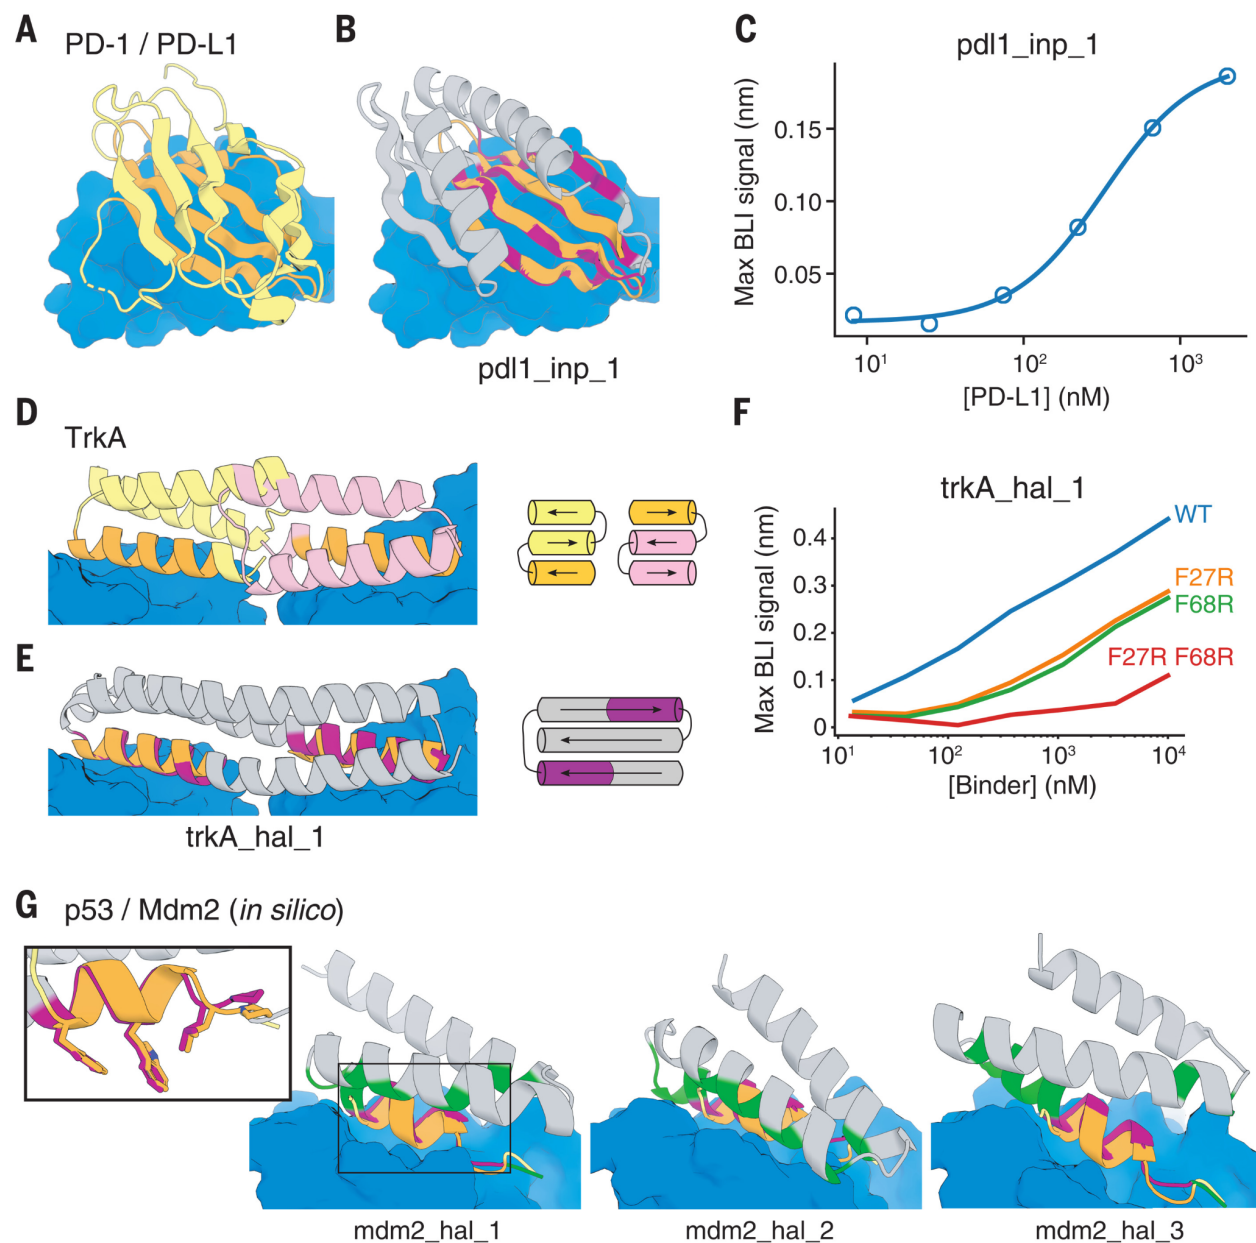 A
PD-1 / PD-L1
B
pdl1_inp_1
C
pdl1_inp_1
Max BLI signal (nm)
0.15
0.10
0.05
10¹
10²
10³
[PD-L1] (nM)
D
TrkA
E
trkA_hal_1
F
trkA_hal_1
Max BLI signal (nm)
0.4
0.3
0.2
0.1
0
WT
F27R
F68R
F27R F68R
10¹
10²
10³
10⁴
[Binder] (nM)
G
p53 / Mdm2 (in silico)
mdm2_hal_1
mdm2_hal_2
mdm2_hal_3